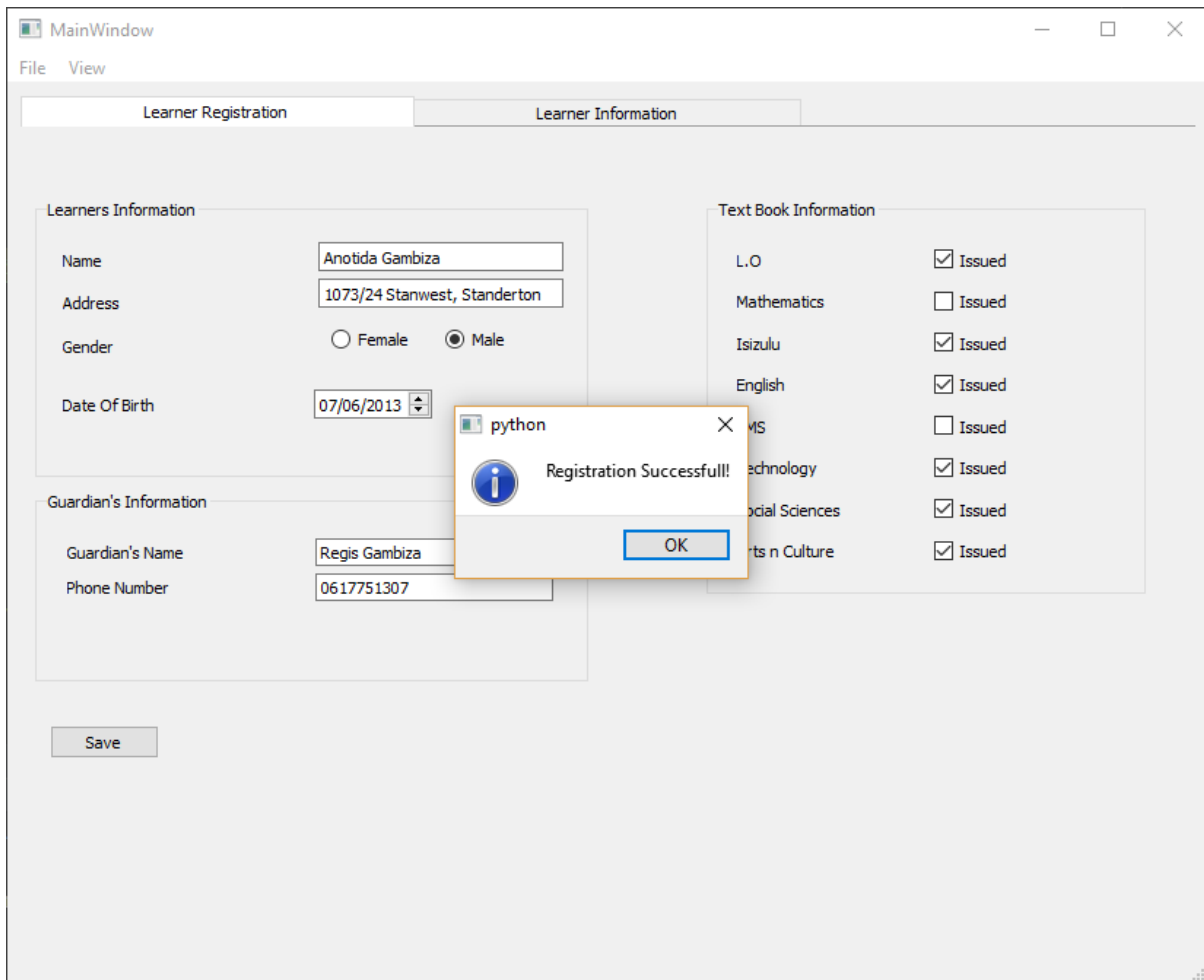 MainWindow
File View
Learner Registration Learner Information
Learners Information
Name Anotida Gambiza
Address 1073/24 Stanwest, Standerton
Gender Female Male
Date Of Birth 07/06/2013
Guardian's Information
Guardian's Name Regis Gambiza
Phone Number 0617751307
Save
Text Book Information
L.O Issued
Mathematics Issued
Isizulu Issued
English Issued
Issued
Issued
Social Sciences Issued
Issued
python
Registration Successfull!
OK